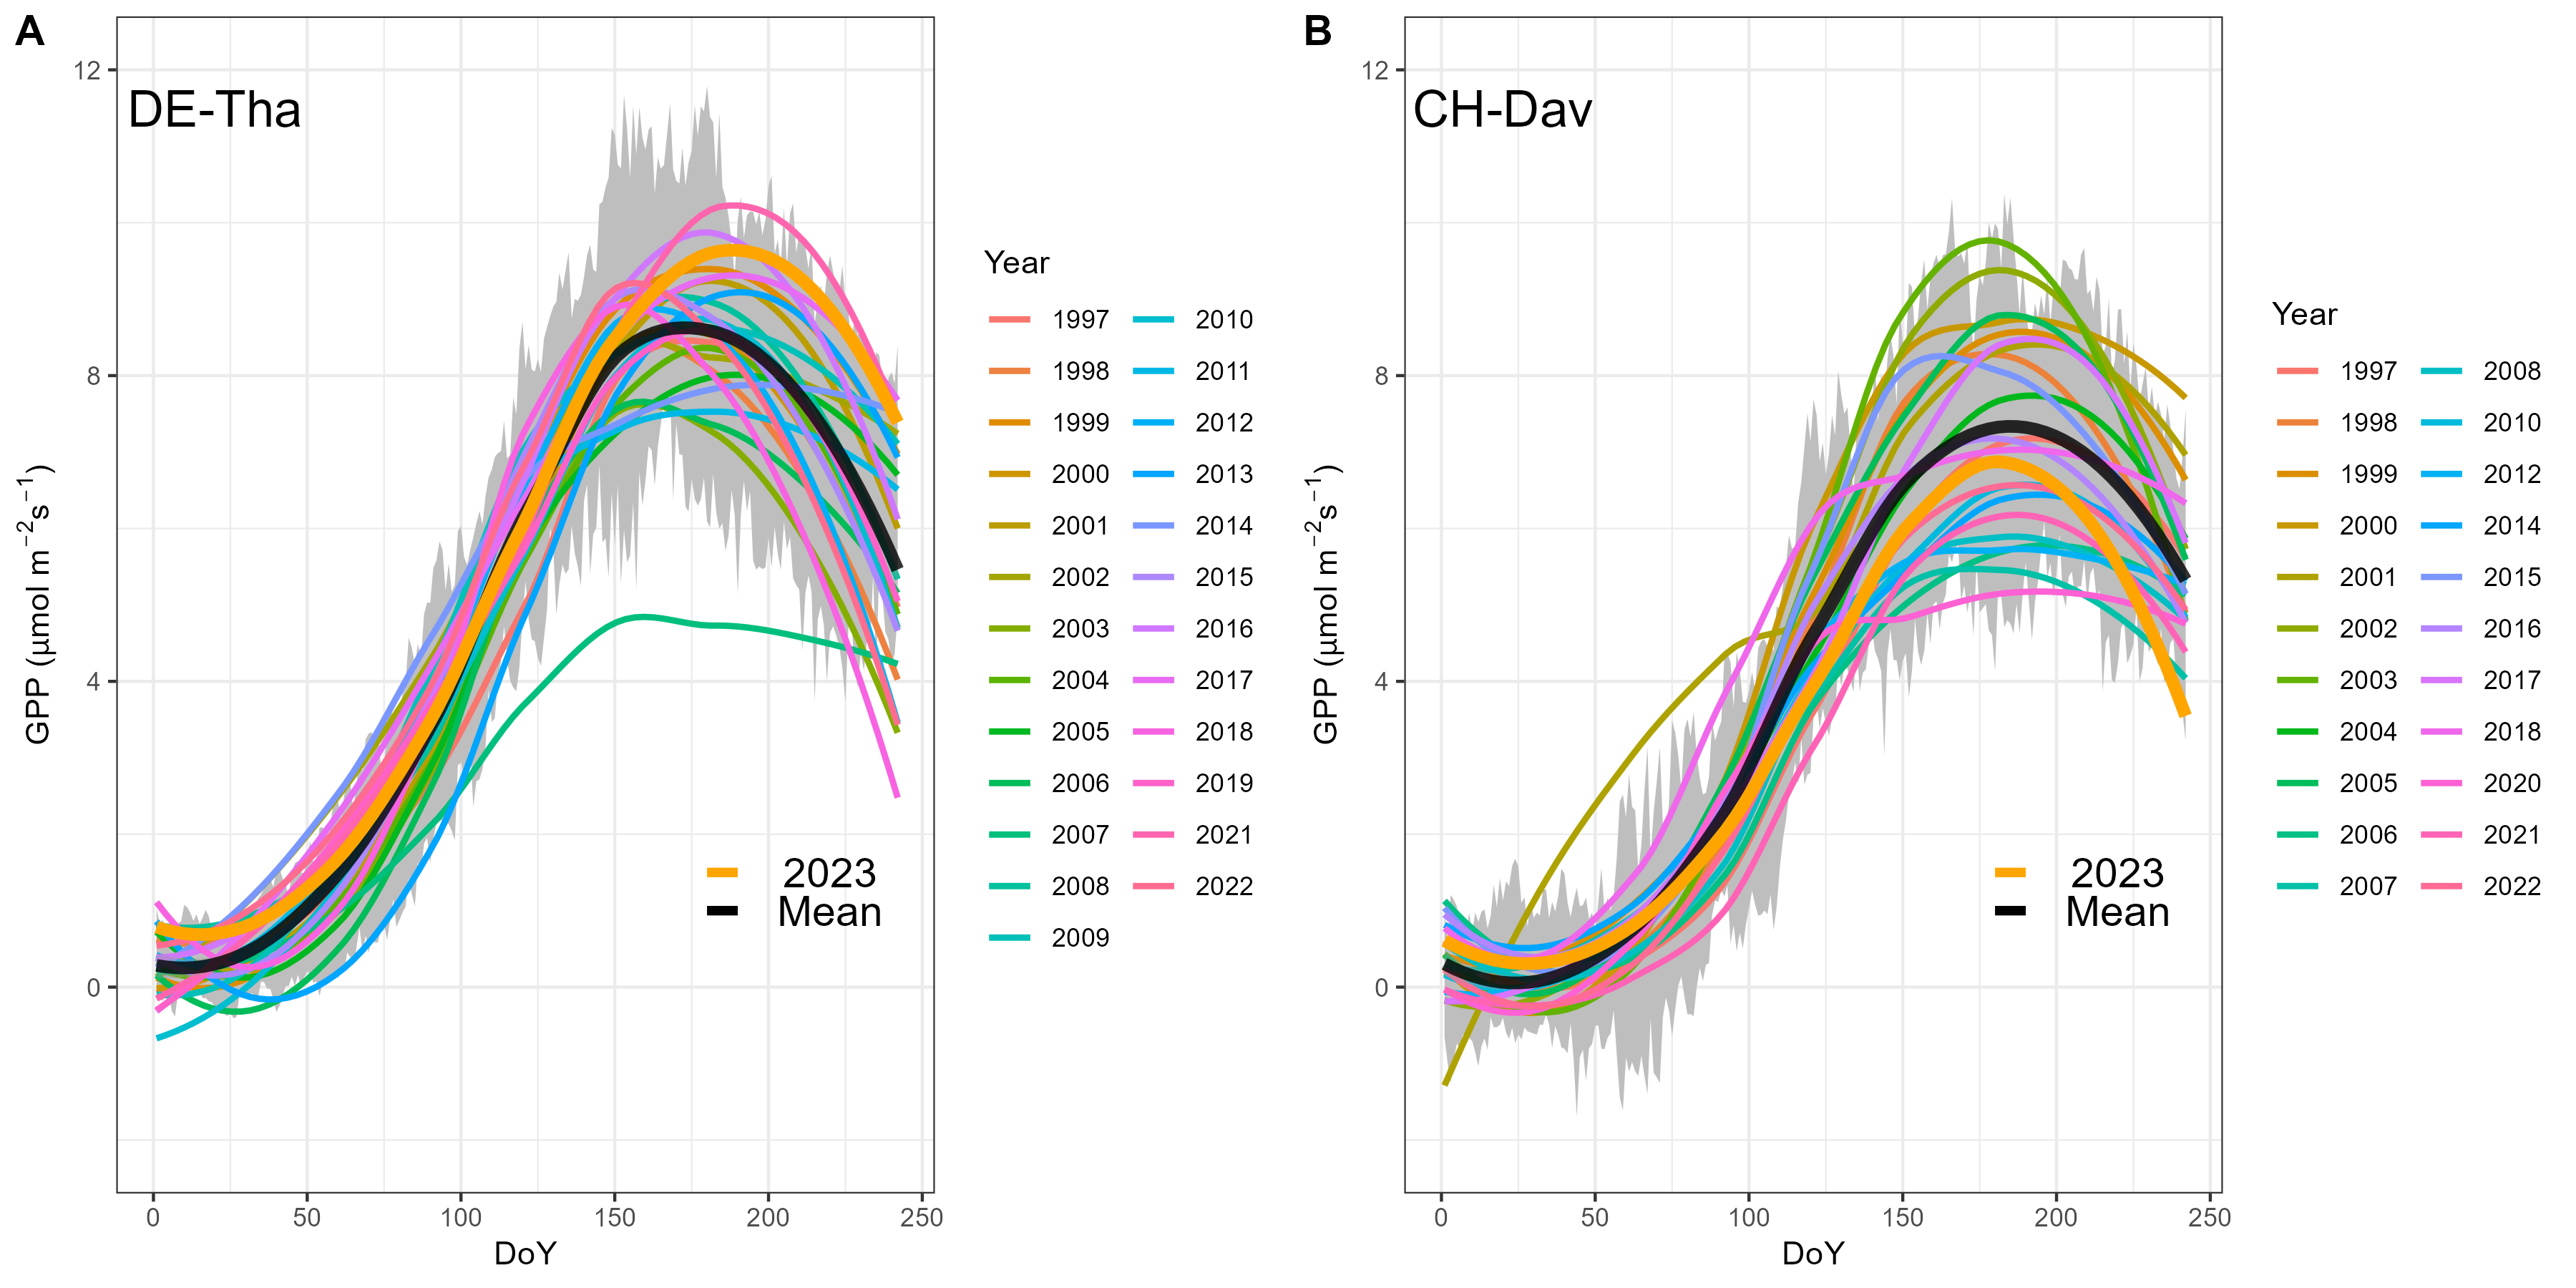 A
DE-Tha
12
8
4
0
GPP (µmol m⁻²s⁻¹)
0 50 100 150 200 250
DoY
2023
Mean
Year
1997 2010
1998 2011
1999 2012
2000 2013
2001 2014
2002 2015
2003 2016
2004 2017
2005 2018
2006 2019
2007 2021
2008 2022
2009
B
CH-Dav
12
8
4
0
GPP (µmol m⁻²s⁻¹)
0 50 100 150 200 250
DoY
2023
Mean
Year
1997 2008
1998 2010
1999 2012
2000 2014
2001 2015
2002 2016
2003 2017
2004 2018
2005 2020
2006 2021
2007 2022